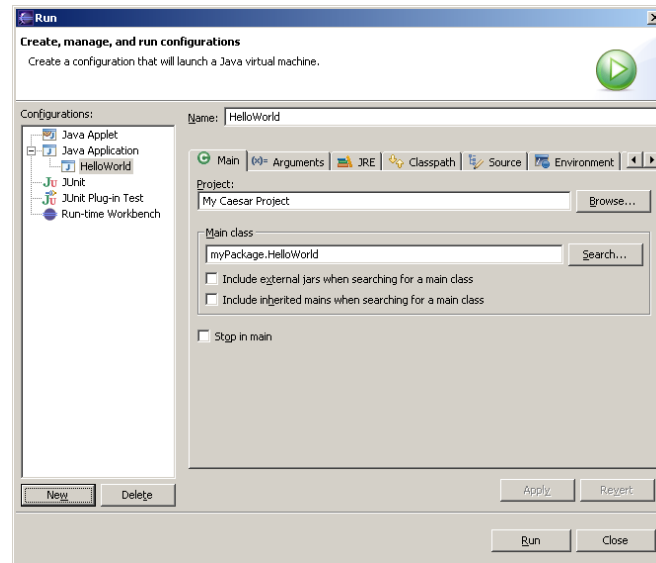 Run
Create, manage, and run configurations
Create a configuration that will launch a Java virtual machine.
Configurations:
Java Applet
Java Application
HelloWorld
JUnit
JUnit Plug-in Test
Run-time Workbench
New
Delete
Name: HelloWorld
Main (x)= Arguments JRE Classpath Source Environment
Project:
My Caesar Project
Browse...
Main class
myPackage.HelloWorld
Search...
Include external jars when searching for a main class
Include inherited mains when searching for a main class
Stop in main
Apply Revert
Run Close